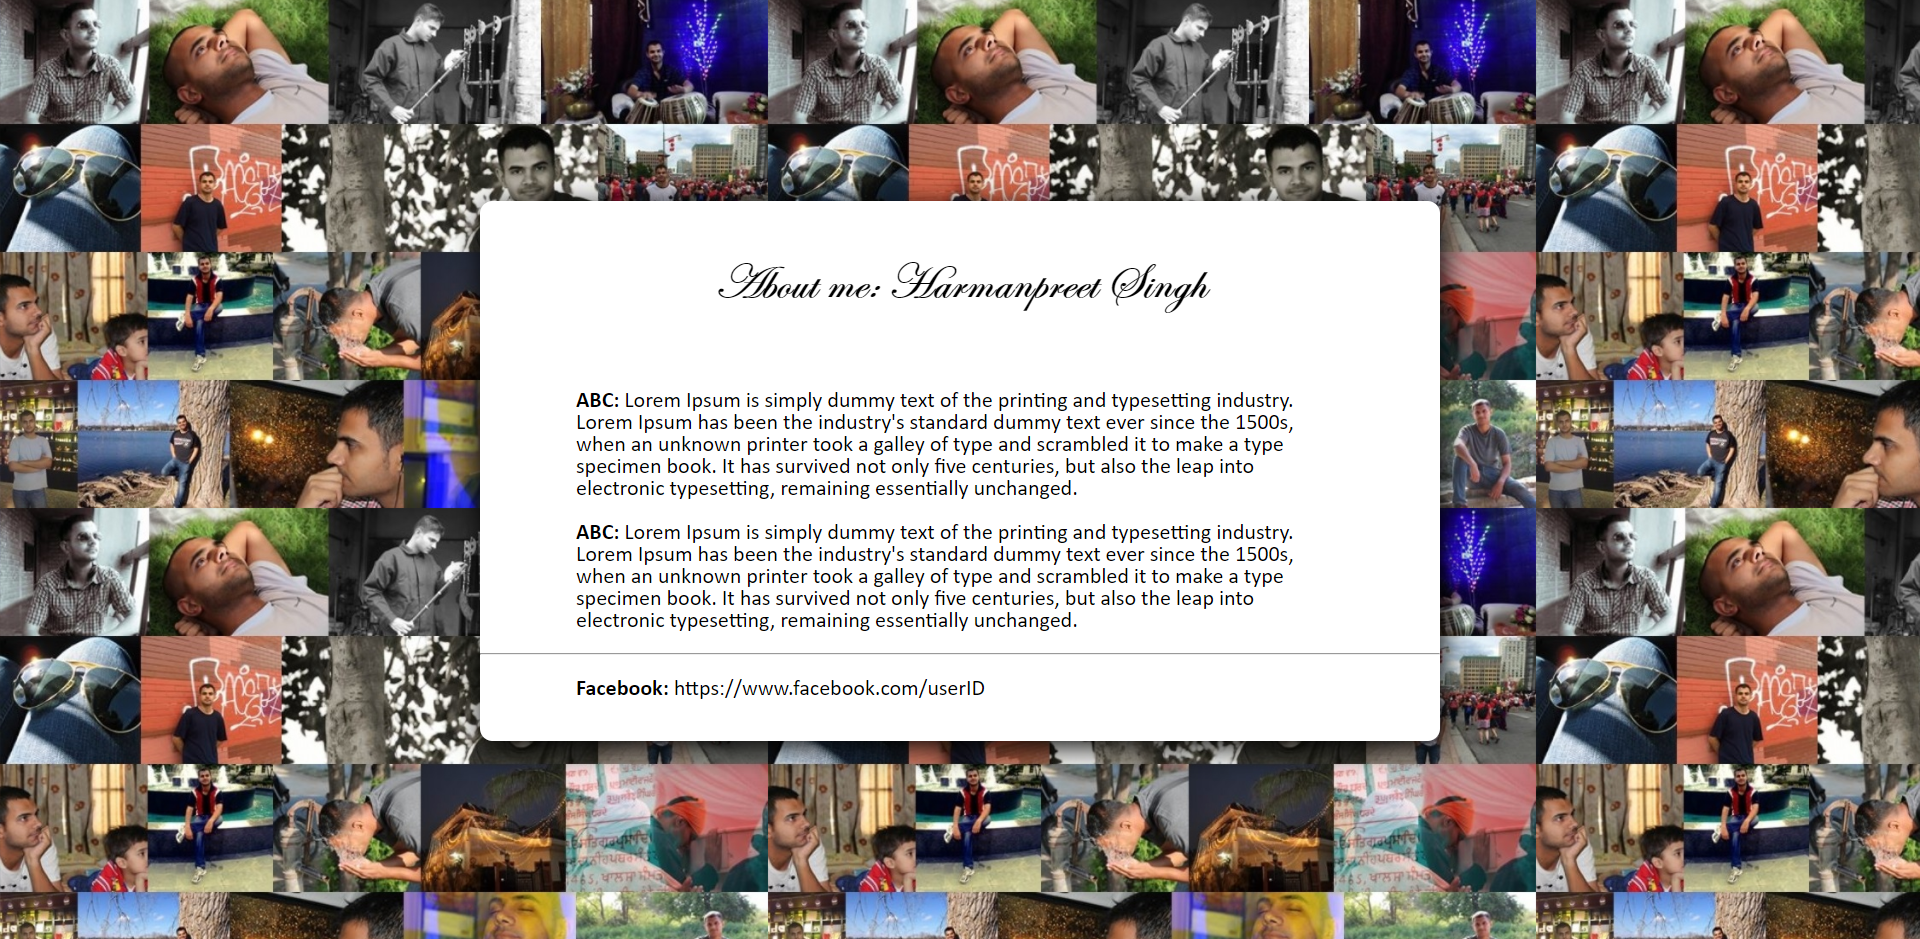 About me: Harmanpreet Singh
ABC: Lorem Ipsum is simply dummy text of the printing and typesetting industry.
Lorem Ipsum has been the industry's standard dummy text ever since the 1500s,
when an unknown printer took a galley of type and scrambled it to make a type
specimen book. It has survived not only five centuries, but also the leap into
electronic typesetting, remaining essentially unchanged.
ABC: Lorem Ipsum is simply dummy text of the printing and typesetting industry.
Lorem Ipsum has been the industry's standard dummy text ever since the 1500s,
when an unknown printer took a galley of type and scrambled it to make a type
specimen book. It has survived not only five centuries, but also the leap into
electronic typesetting, remaining essentially unchanged.
Facebook: https://www.facebook.com/userID